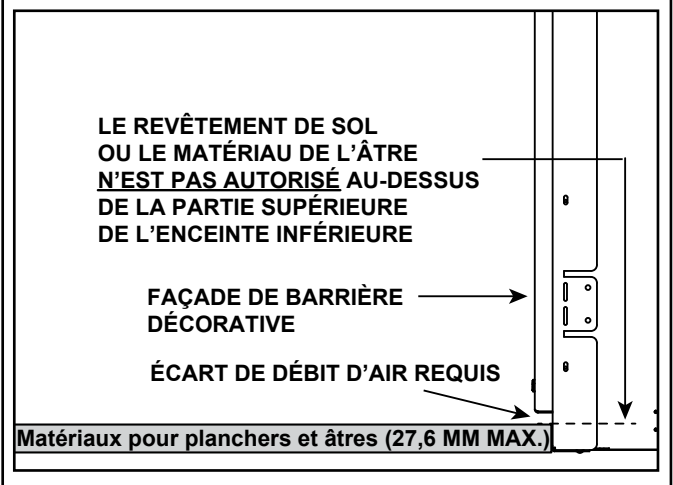 LE REVÊTEMENT DE SOL
OU LE MATÉRIAU DE L'ÂTRE
N'EST PAS AUTORISÉ AU-DESSUS
DE LA PARTIE SUPÉRIEURE
DE L'ENCEINTE INFÉRIEURE
FAÇADE DE BARRIÈRE
DÉCORATIVE
ÉCART DE DÉBIT D'AIR REQUIS
Matériaux pour planchers et âtres (27,6 MM MAX.)